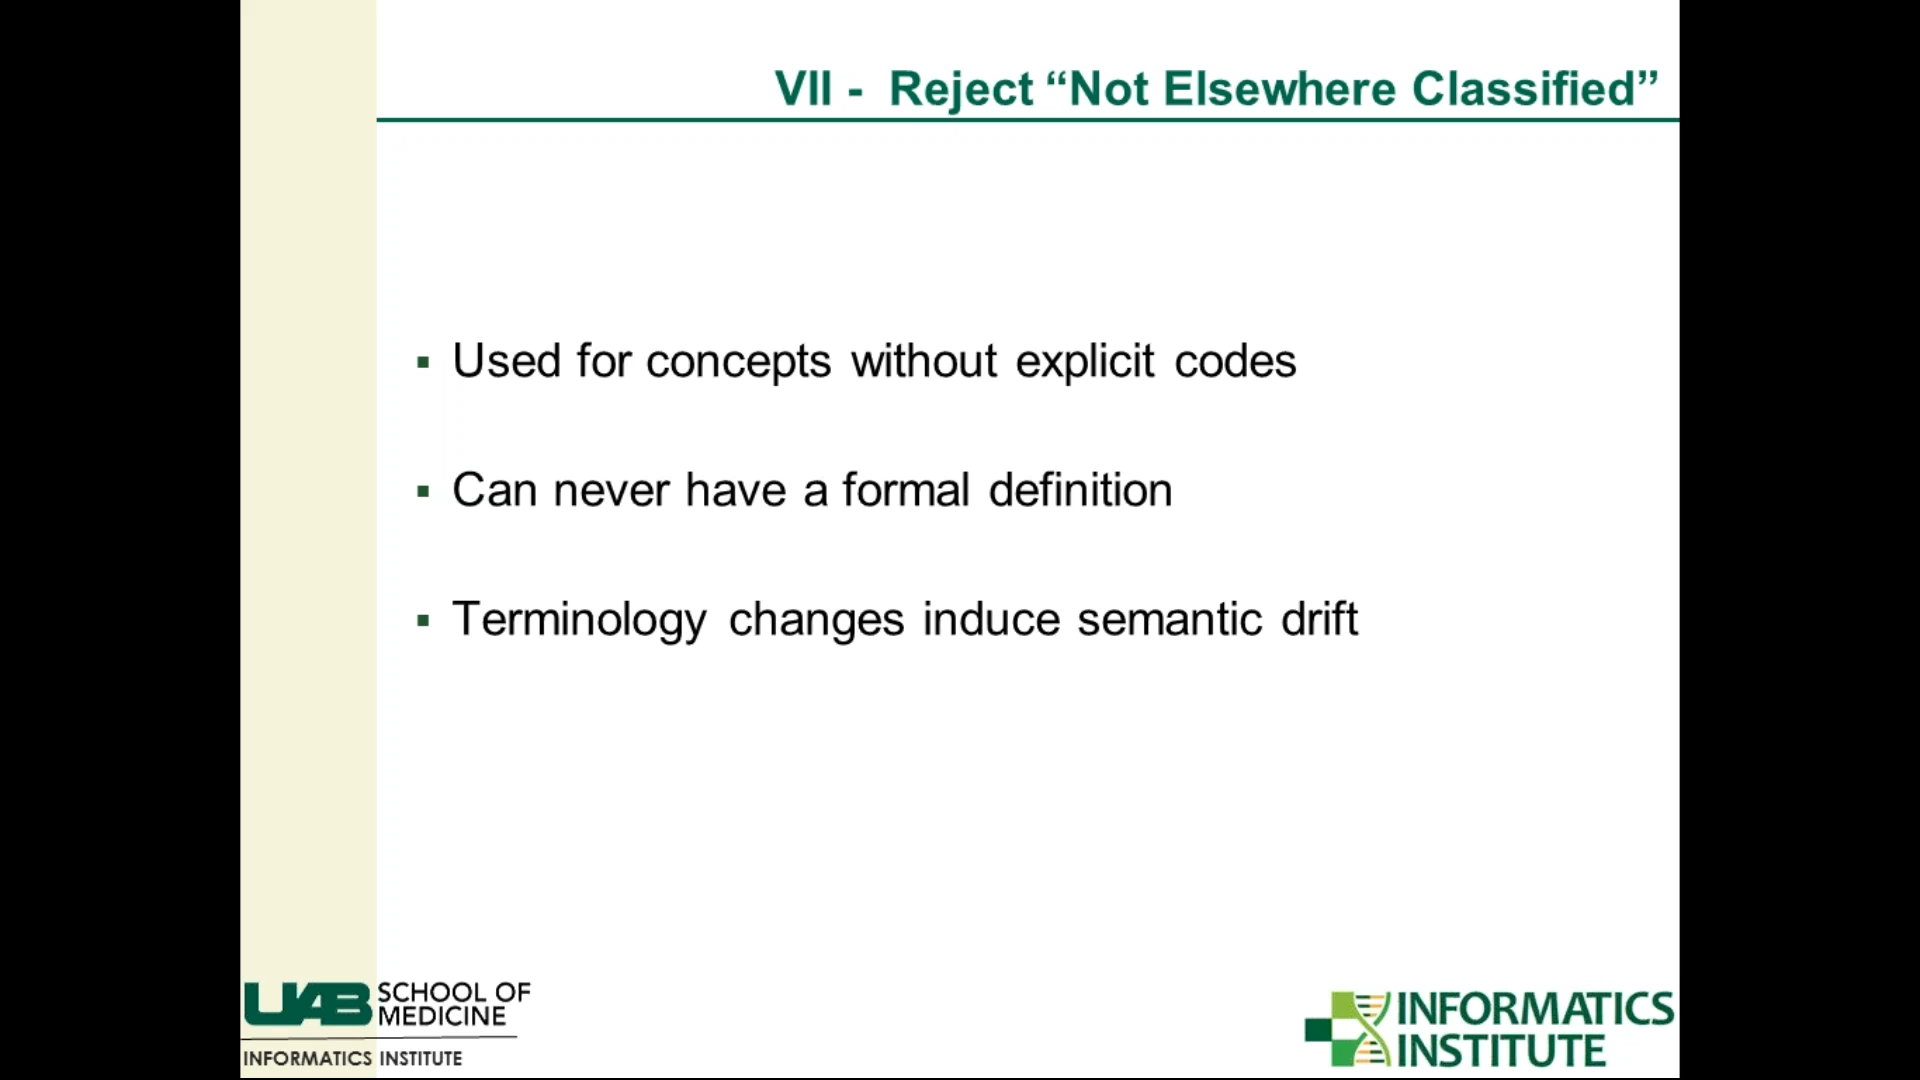 VII - Reject “Not Elsewhere Classified”
▪ Used for concepts without explicit codes
▪ Can never have a formal definition
▪ Terminology changes induce semantic drift
UAB SCHOOL OF
MEDICINE
INFORMATICS INSTITUTE
INFORMATICS
INSTITUTE